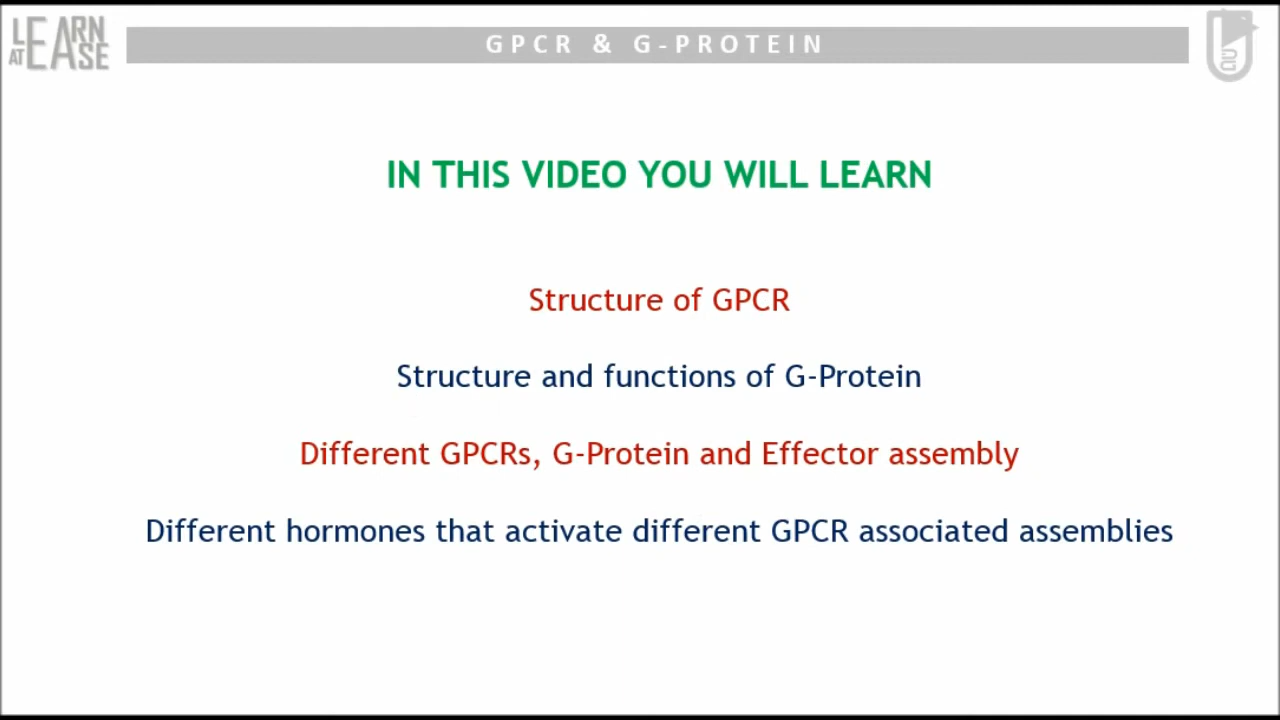 LEARN
AT EASE
GPCR & G-PROTEIN
IN THIS VIDEO YOU WILL LEARN
Structure of GPCR
Structure and functions of G-Protein
Different GPCRs, G-Protein and Effector assembly
Different hormones that activate different GPCR associated assemblies